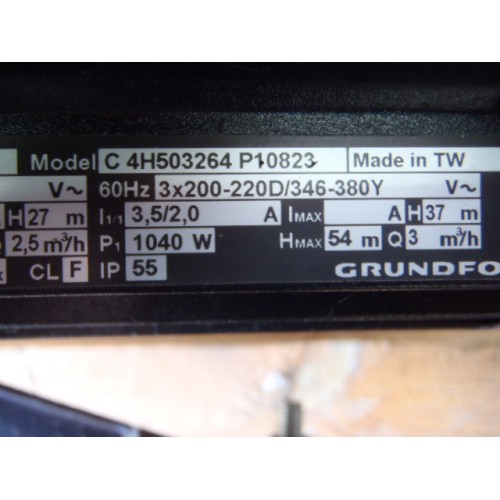 Model C 4H503264 P10823 Made in TW
V~ 60Hz 3x200-220D/346-380Y V~
H 27 m I1/1 3,5/2,0 A IMAX A H 37 m
2,5 m³/h P1 1040 W HMAX 54 m Q 3 m³/h
CL F IP 55 GRUNDFO